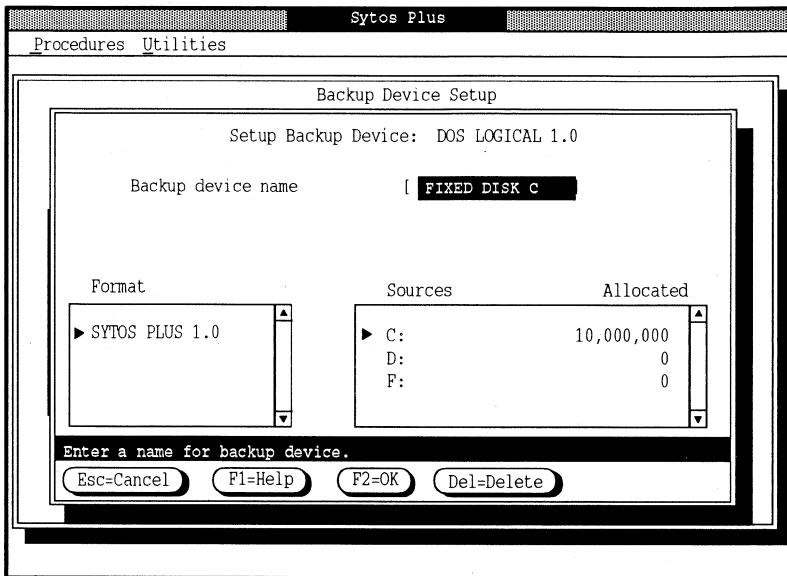 Sytos Plus
Procedures Utilities
Backup Device Setup
Setup Backup Device: DOS LOGICAL 1.0
Backup device name [ FIXED DISK C ]
Format
SYTOS PLUS 1.0
Sources Allocated
C: 10,000,000
D: 0
F: 0
Enter a name for backup device.
Esc=Cancel F1=Help F2=OK Del=Delete